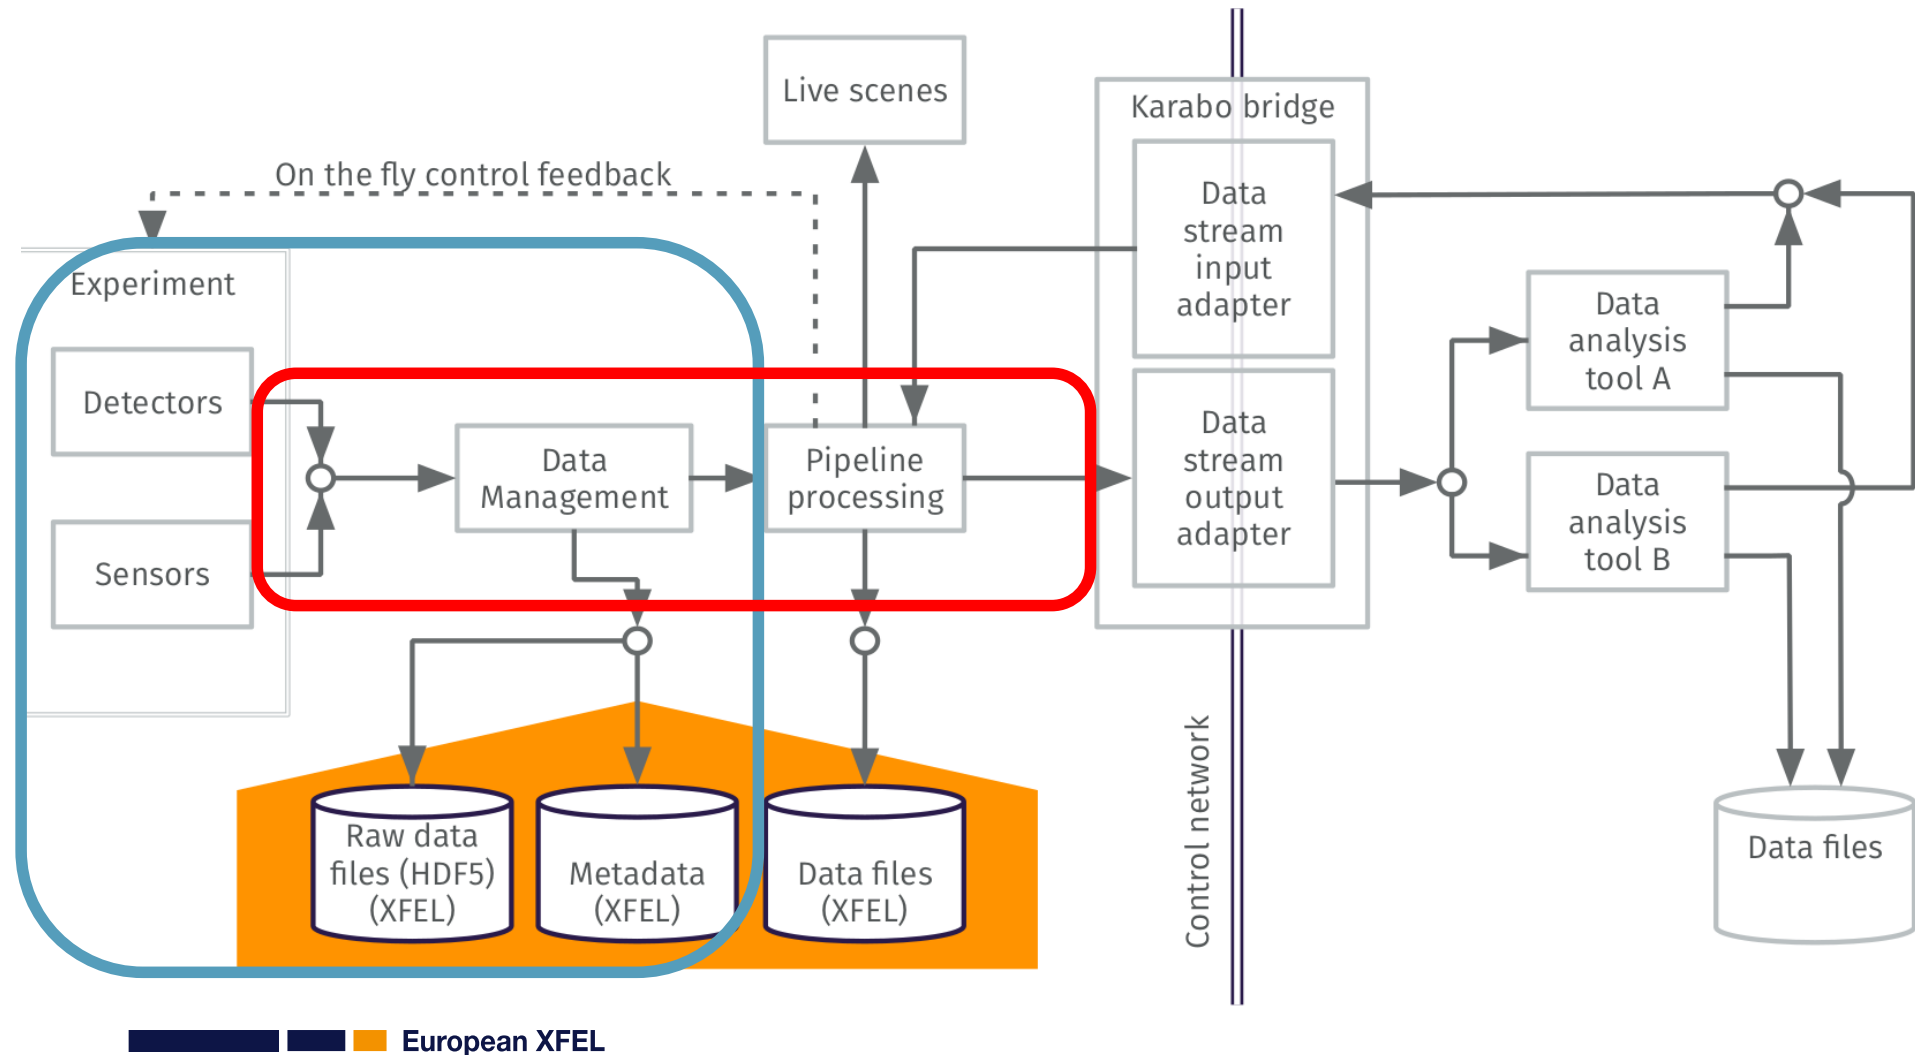 Live scenes
Karabo bridge
On the fly control feedback
Data
stream
input
adapter
Experiment
Detectors
Sensors
Data
Management
Pipeline
processing
Data
stream
output
adapter
Data
analysis
tool A
Data
analysis
tool B
Control network
Raw data
files (HDF5)
(XFEL)
Metadata
(XFEL)
Data files
(XFEL)
Data files
European XFEL